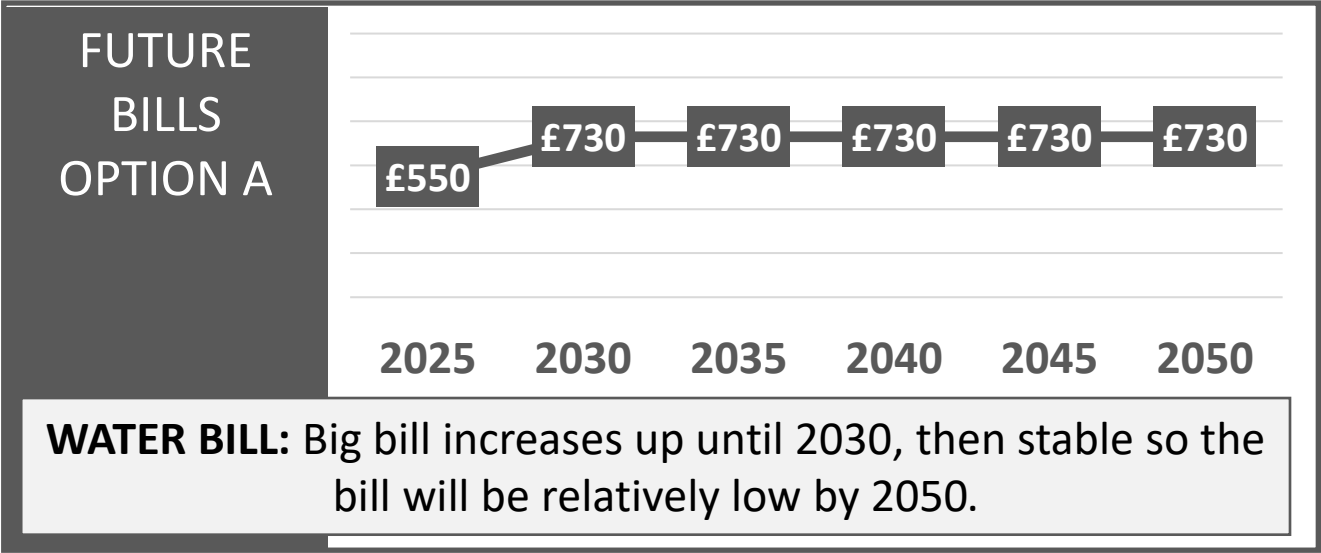 FUTURE
BILLS
OPTION A
£550
£730
£730
£730
£730
£730
2025 2030 2035 2040 2045 2050
WATER BILL: Big bill increases up until 2030, then stable so the
bill will be relatively low by 2050.